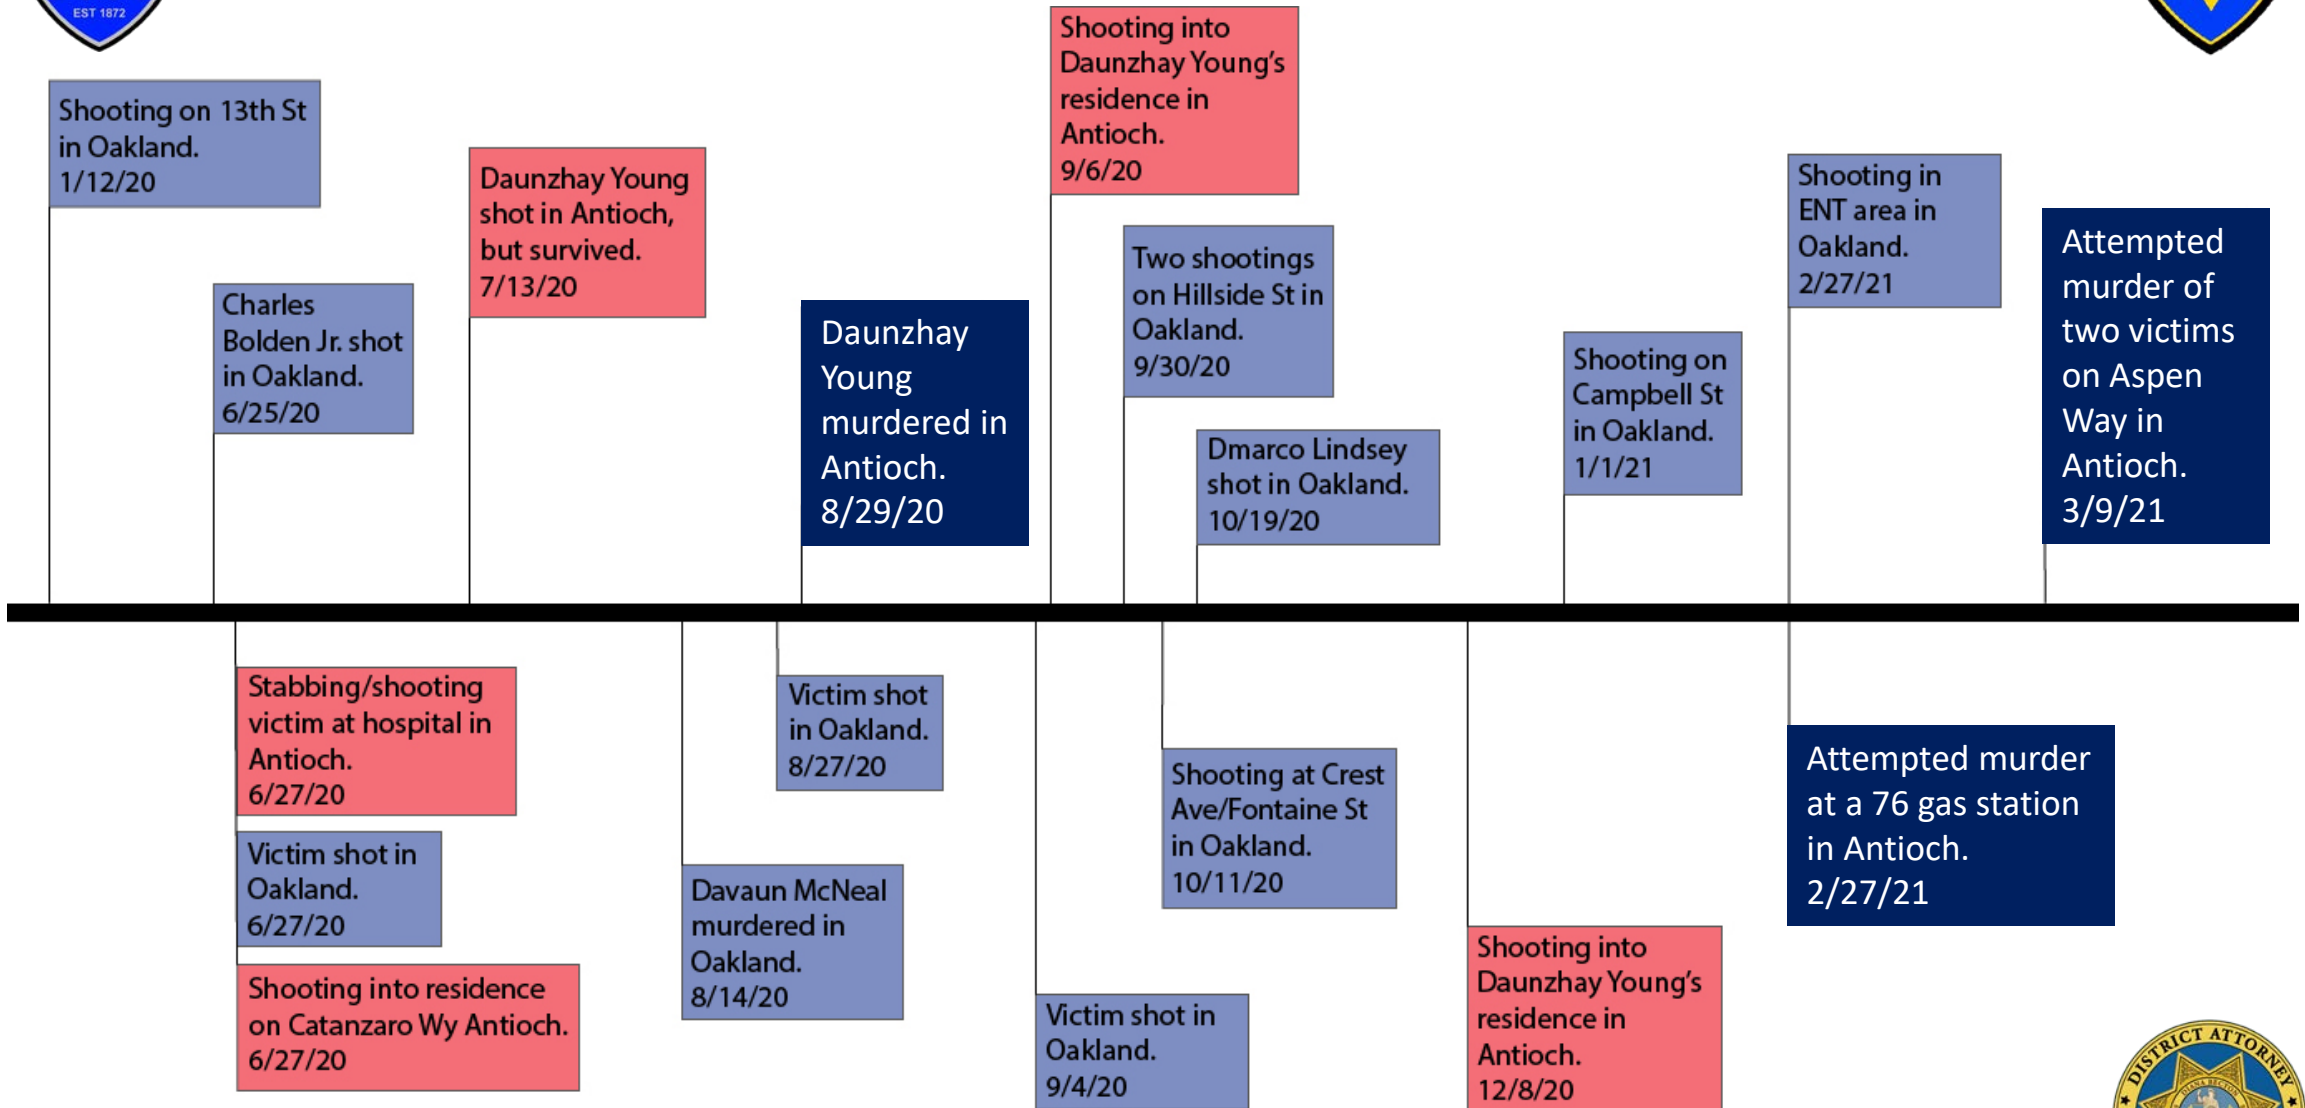 EST 1872
Shooting on 13th St
in Oakland.
1/12/20
Charles
Bolden Jr. shot
in Oakland.
6/25/20
Daunzhay Young
shot in Antioch,
but survived.
7/13/20
Daunzhay
Young
murdered in
Antioch.
8/29/20
Shooting into
Daunzhay Young's
residence in
Antioch.
9/6/20
Two shootings
on Hillside St in
Oakland.
9/30/20
Dmarco Lindsey
shot in Oakland.
10/19/20
Shooting on
Campbell St
in Oakland.
1/1/21
Shooting in
ENT area in
Oakland.
2/27/21
Attempted
murder of
two victims
on Aspen
Way in
Antioch.
3/9/21
Stabbing/shooting
victim at hospital in
Antioch.
6/27/20
Victim shot in
Oakland.
6/27/20
Shooting into residence
on Catanzaro Wy Antioch.
6/27/20
Davaun McNeal
murdered in
Oakland.
8/14/20
Victim shot
in Oakland.
8/27/20
Victim shot in
Oakland.
9/4/20
Shooting at Crest
Ave/Fontaine St
in Oakland.
10/11/20
Shooting into
Daunzhay Young's
residence in
Antioch.
12/8/20
Attempted murder
at a 76 gas station
in Antioch.
2/27/21
DISTRICT ATTORNEY
DIANA BECTON